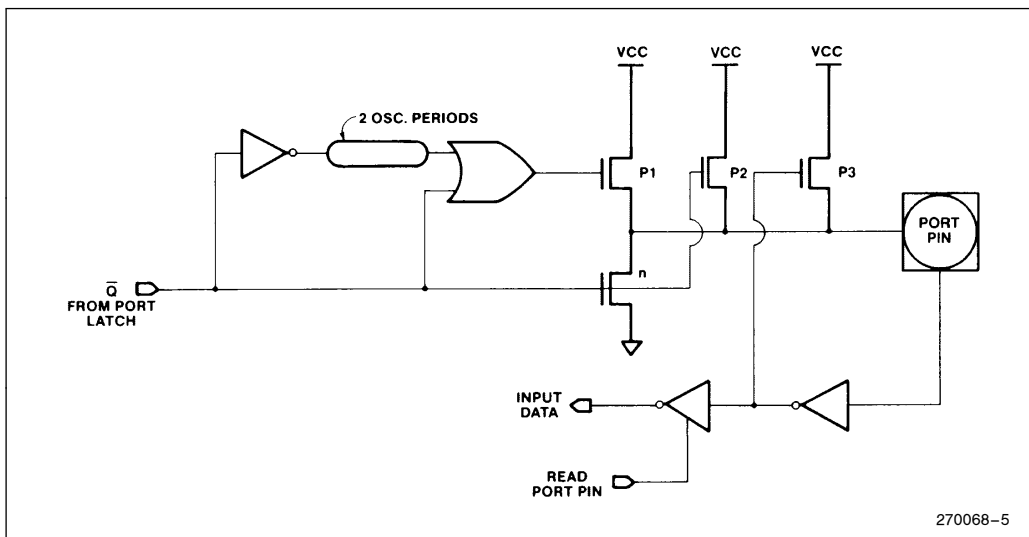 VCC
VCC
VCC
2 OSC. PERIODS
P1
P2
P3
PORT
PIN
n
Q̅
FROM PORT
LATCH
INPUT
DATA
READ
PORT PIN
270068–5